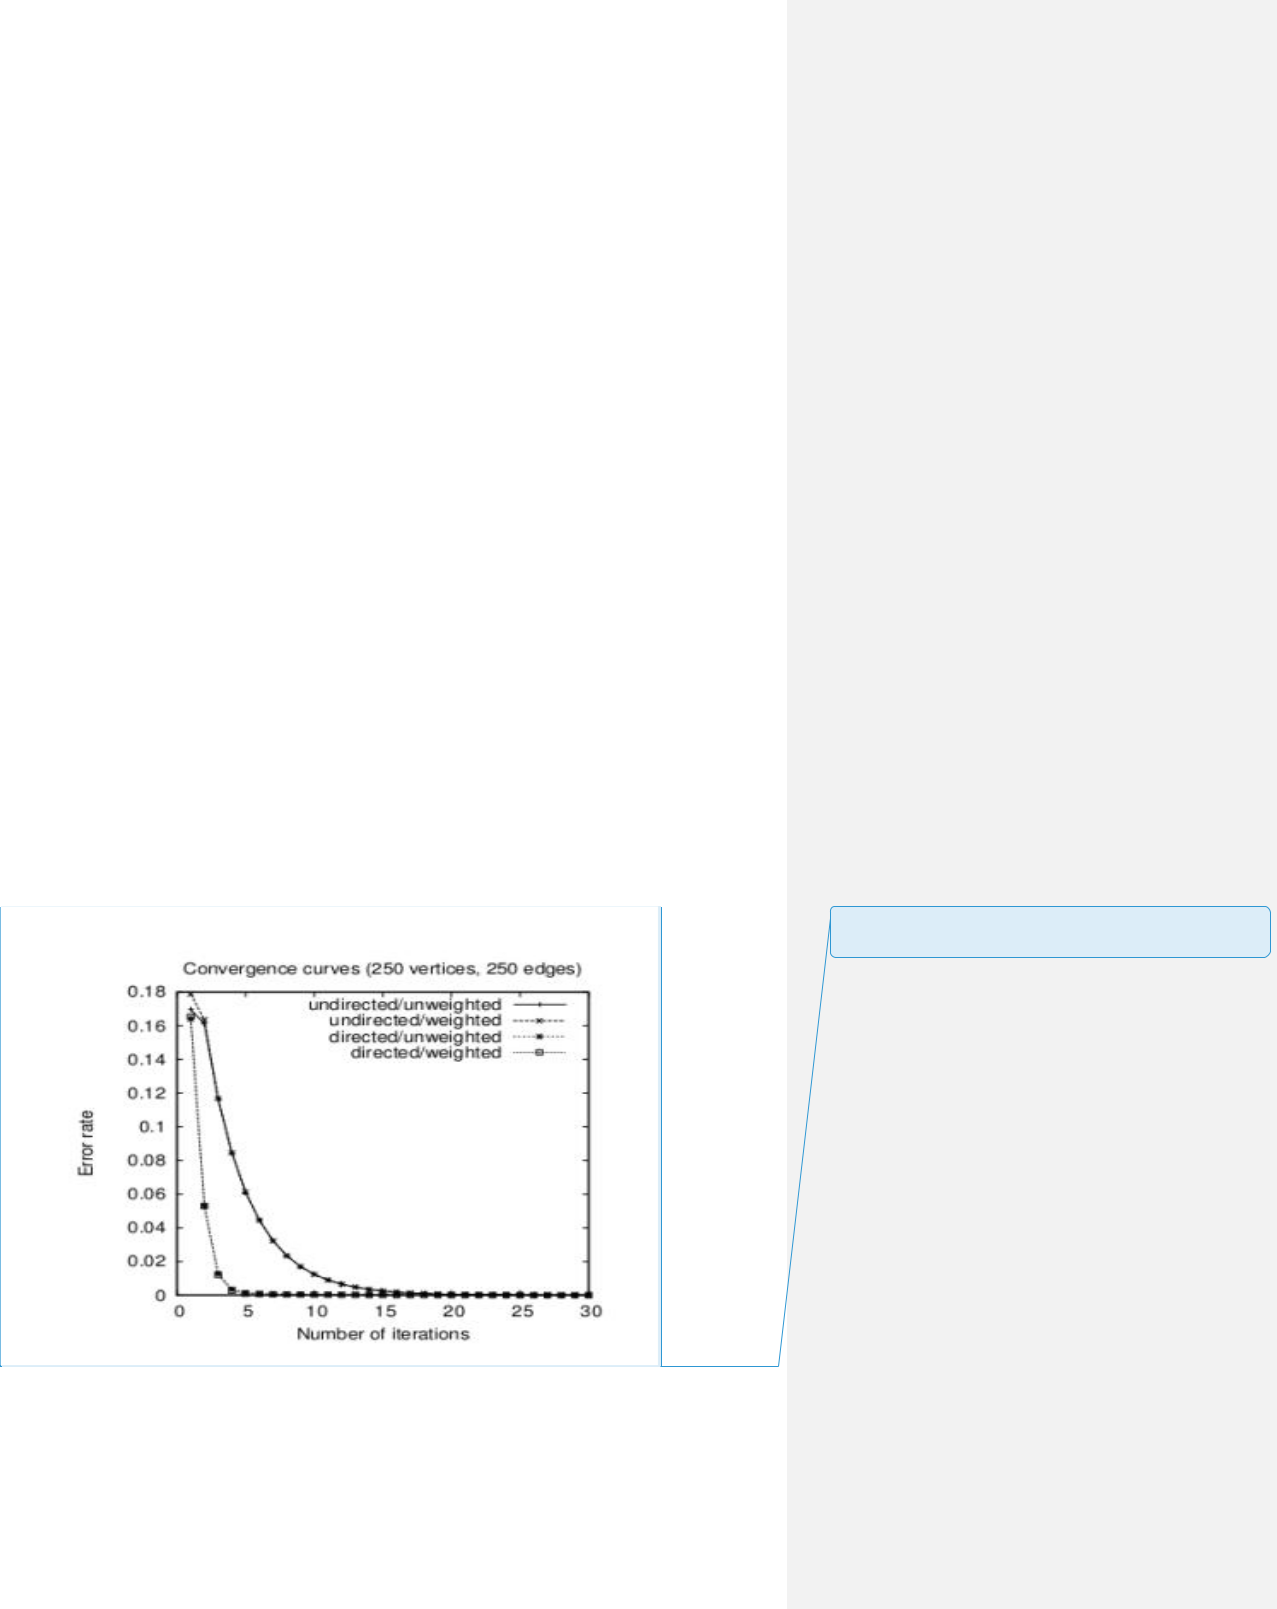 Convergence curves (250 vertices, 250 edges)
0.18
0.16
0.14
0.12
0.1
0.08
0.06
0.04
0.02
0
undirected/unweighted
undirected/weighted
directed/unweighted
directed/weighted
Error rate
0 5 10 15 20 25 30
Number of iterations